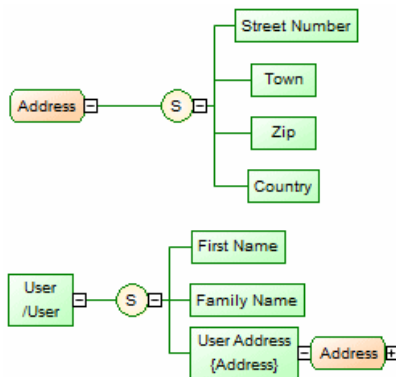 Street Number
Town
Address
S
Zip
Country
First Name
User
/User
S
Family Name
User Address
{Address}
Address